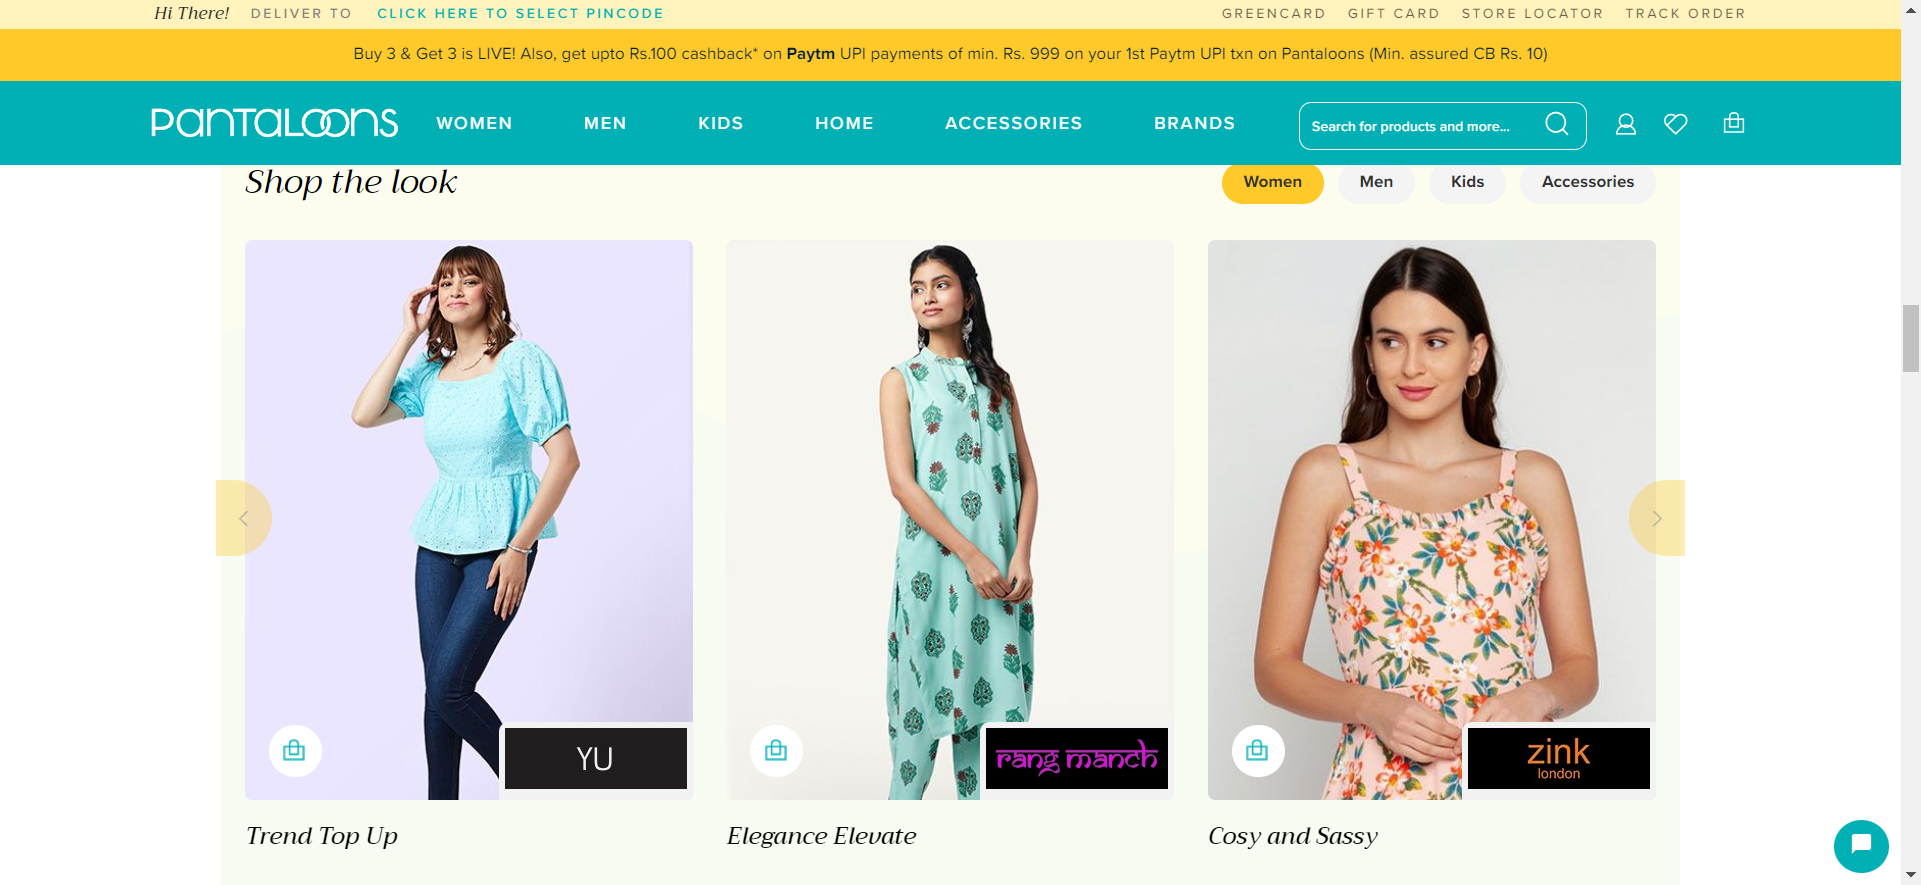 Hi There! DELIVER TO CLICK HERE TO SELECT PINCODE GREENCARD GIFT CARD STORE LOCATOR TRACK ORDER
Buy 3 & Get 3 is LIVE! Also, get upto Rs.100 cashback* on Paytm UPI payments of min. Rs. 999 on your 1st Paytm UPI txn on Pantaloons (Min. assured CB Rs. 10)
PANTALOONS WOMEN MEN KIDS HOME ACCESSORIES BRANDS Search for products and more...
Shop the look Women Men Kids Accessories
YU rang manch zink
london
Trend Top Up Elegance Elevate Cosy and Sassy